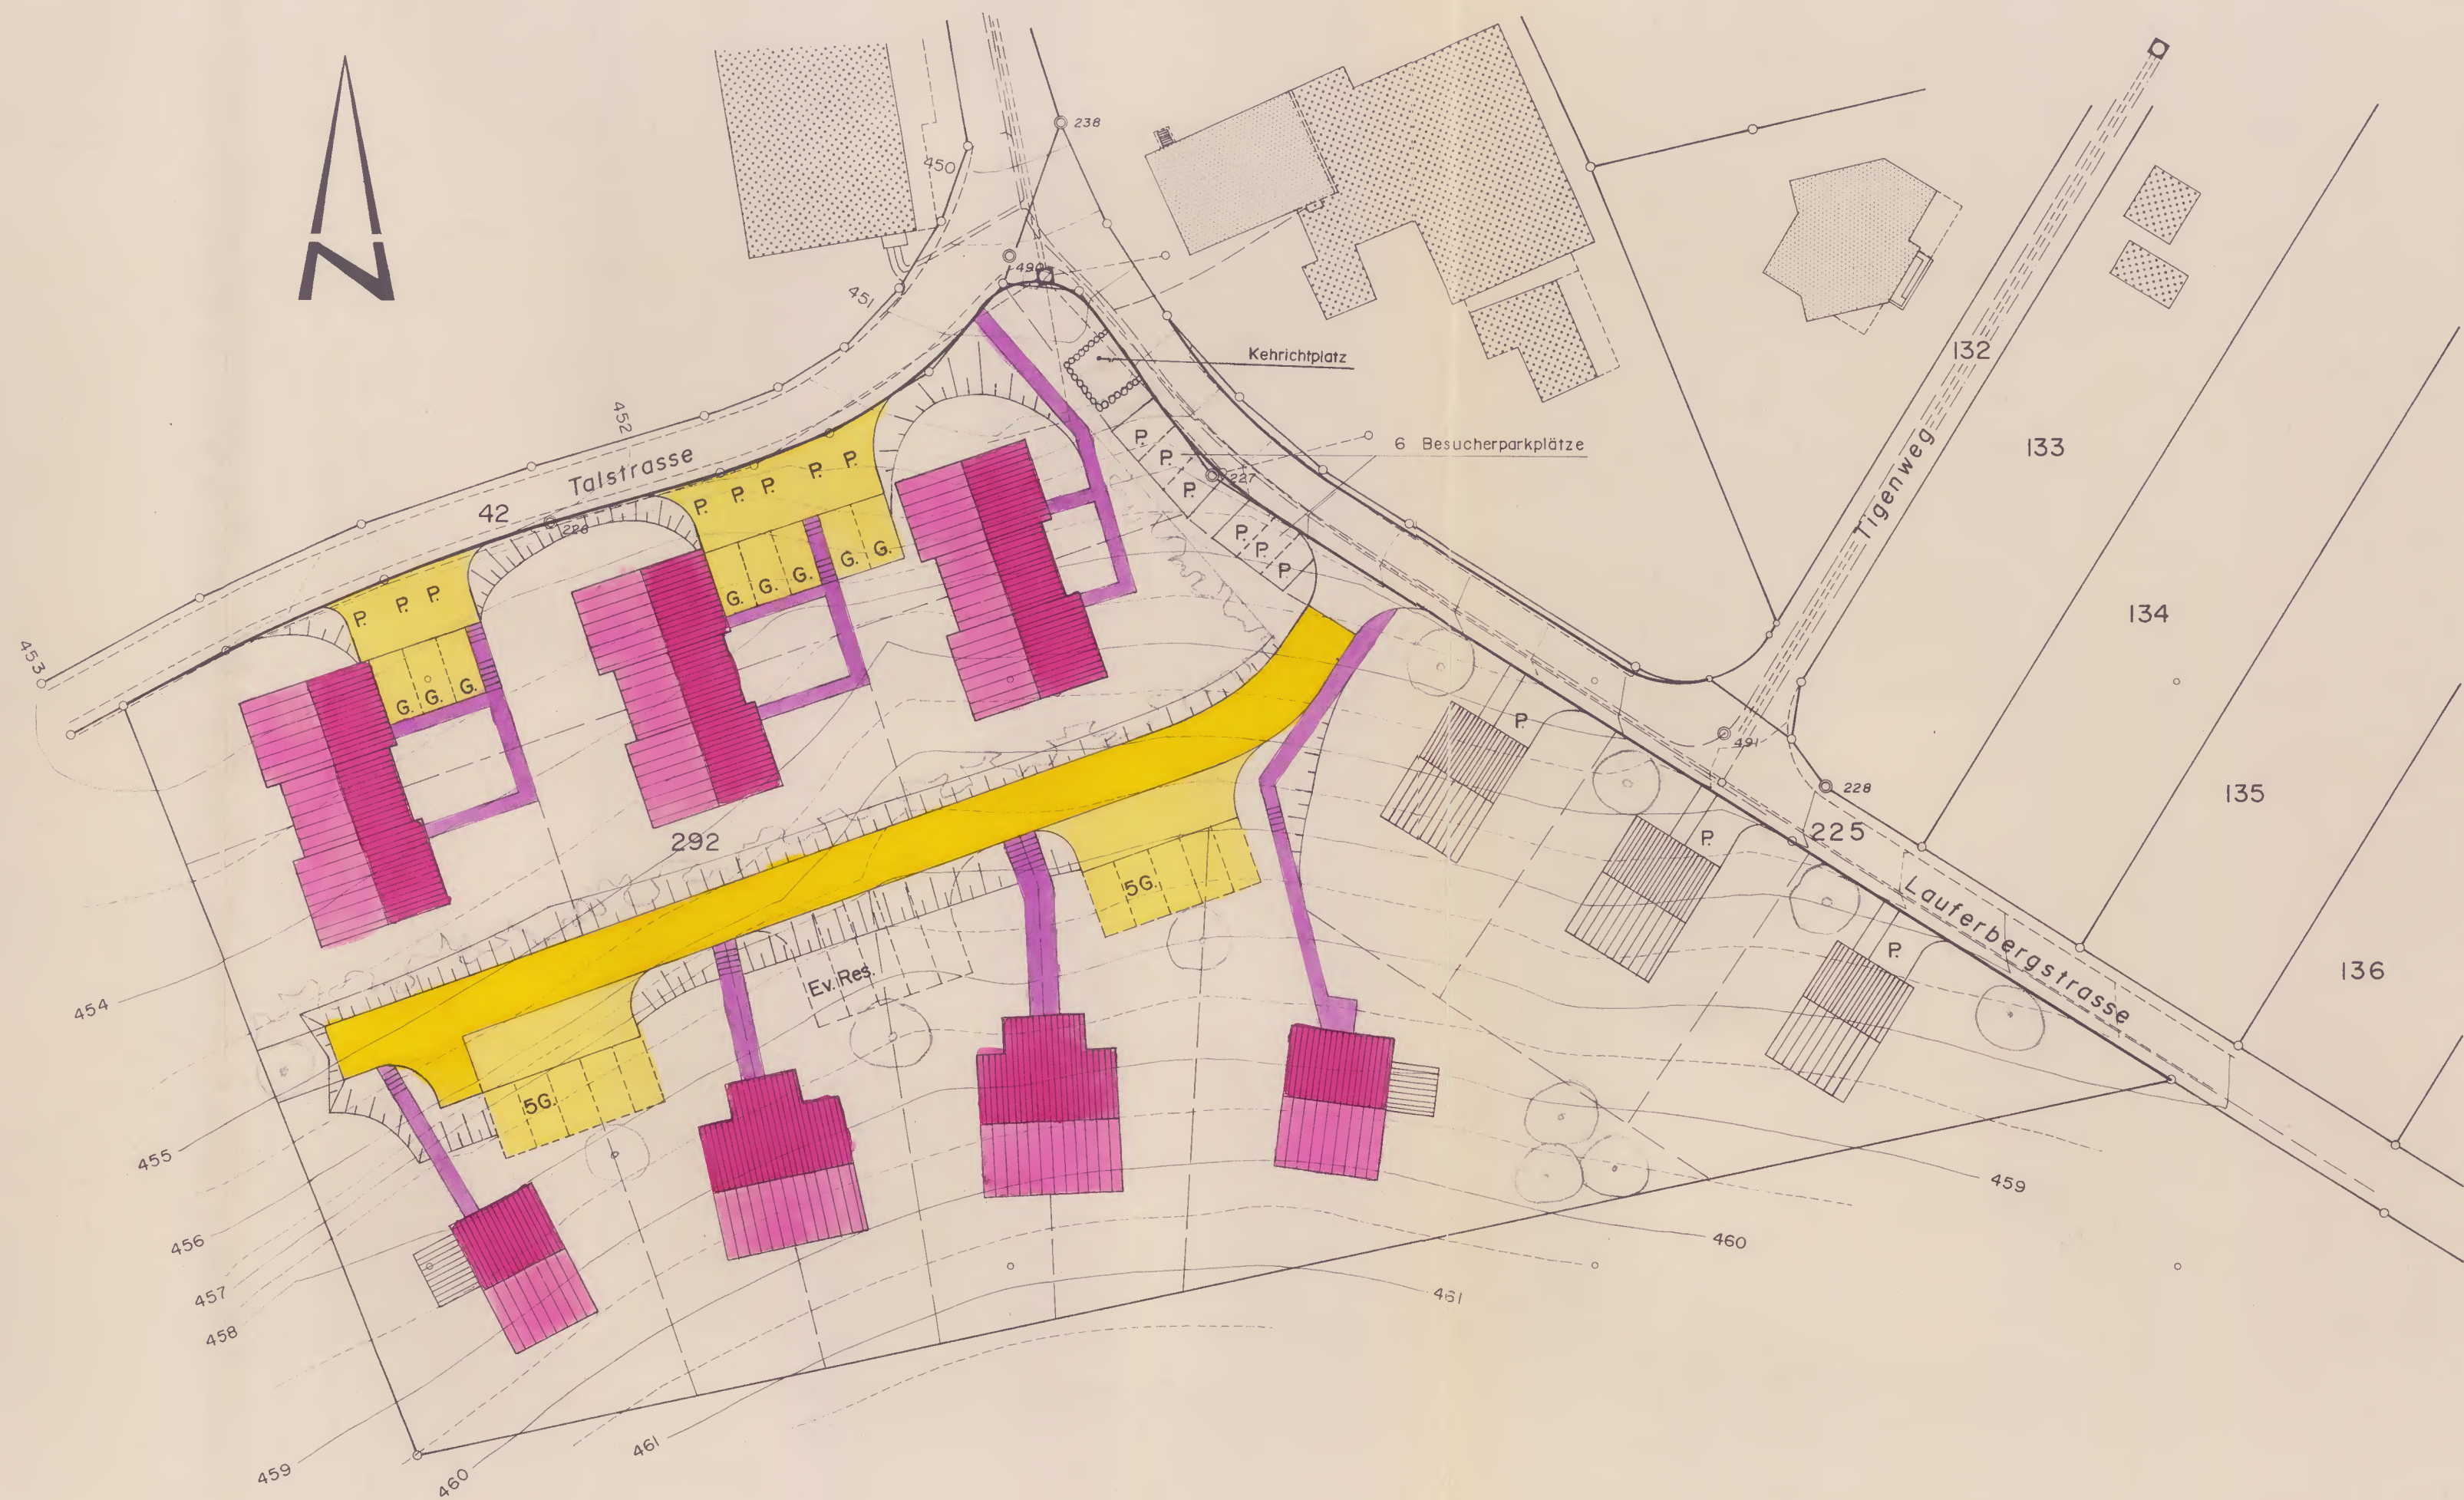 N
238
450
490
451
Kehrichtplatz
132
452
6 Besucherparkplätze
Talstrasse
P.
P.
P.
P.
P.
P.
P.
P.
227
P.
133
Tigenweg
42
226
P.
P.
P.
G.
G.
G.
G.
G.
P.
P.
P.
134
453
G.
G.
G.
P.
491
228
135
292
P.
225
5G.
Lauferbergstrasse
P.
136
Ev. Res.
454
5G.
455
459
456
460
457
461
458
461
459
460